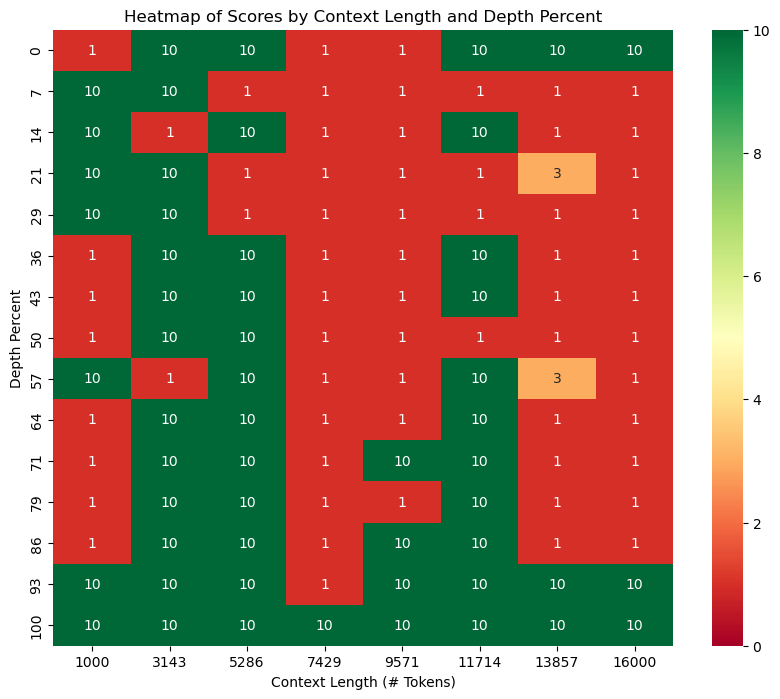 Heatmap of Scores by Context Length and Depth Percent
0 1 10 10 1 1 10 10 10
7 10 10 1 1 1 1 1 1
14 10 1 10 1 1 10 1 1
21 10 10 1 1 1 1 3 1
29 10 10 1 1 1 1 1 1
36 1 10 10 1 1 10 1 1
43 1 10 10 1 1 10 1 1
50 1 10 10 1 1 1 1 1
57 10 1 10 1 1 10 3 1
64 1 10 10 1 1 10 1 1
71 1 10 10 1 10 10 1 1
79 1 10 10 1 1 10 1 1
86 1 10 10 1 10 10 1 1
93 10 10 10 1 10 10 10 10
100 10 10 10 10 10 10 10 10
1000 3143 5286 7429 9571 11714 13857 16000
Context Length (# Tokens)
Depth Percent
10
8
6
4
2
0